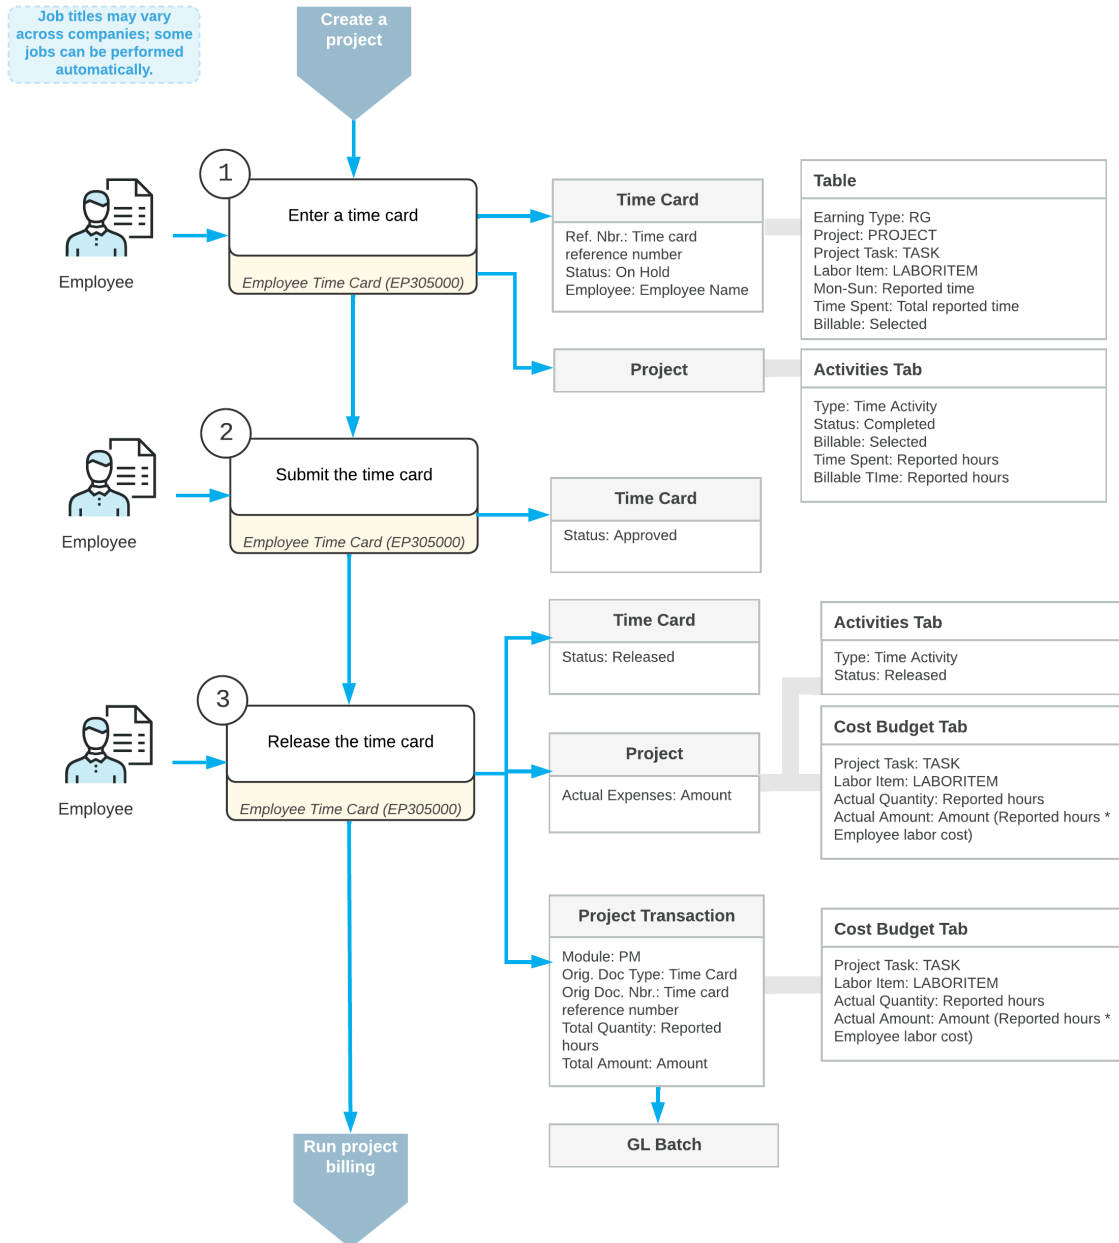 Job titles may vary
across companies; some
jobs can be performed
automatically.
Create a
project
1
Enter a time card
Employee Time Card (EP305000)
Employee
Time Card
Ref. Nbr.: Time card
reference number
Status: On Hold
Employee: Employee Name
Table
Earning Type: RG
Project: PROJECT
Project Task: TASK
Labor Item: LABORITEM
Mon-Sun: Reported time
Time Spent: Total reported time
Billable: Selected
Project
Activities Tab
Type: Time Activity
Status: Completed
Billable: Selected
Time Spent: Reported hours
Billable TIme: Reported hours
2
Submit the time card
Employee Time Card (EP305000)
Employee
Time Card
Status: Approved
3
Release the time card
Employee Time Card (EP305000)
Employee
Time Card
Status: Released
Project
Actual Expenses: Amount
Activities Tab
Type: Time Activity
Status: Released
Cost Budget Tab
Project Task: TASK
Labor Item: LABORITEM
Actual Quantity: Reported hours
Actual Amount: Amount (Reported hours *
Employee labor cost)
Project Transaction
Module: PM
Orig. Doc Type: Time Card
Orig Doc. Nbr.: Time card
reference number
Total Quantity: Reported
hours
Total Amount: Amount
Cost Budget Tab
Project Task: TASK
Labor Item: LABORITEM
Actual Quantity: Reported hours
Actual Amount: Amount (Reported hours *
Employee labor cost)
GL Batch
Run project
billing